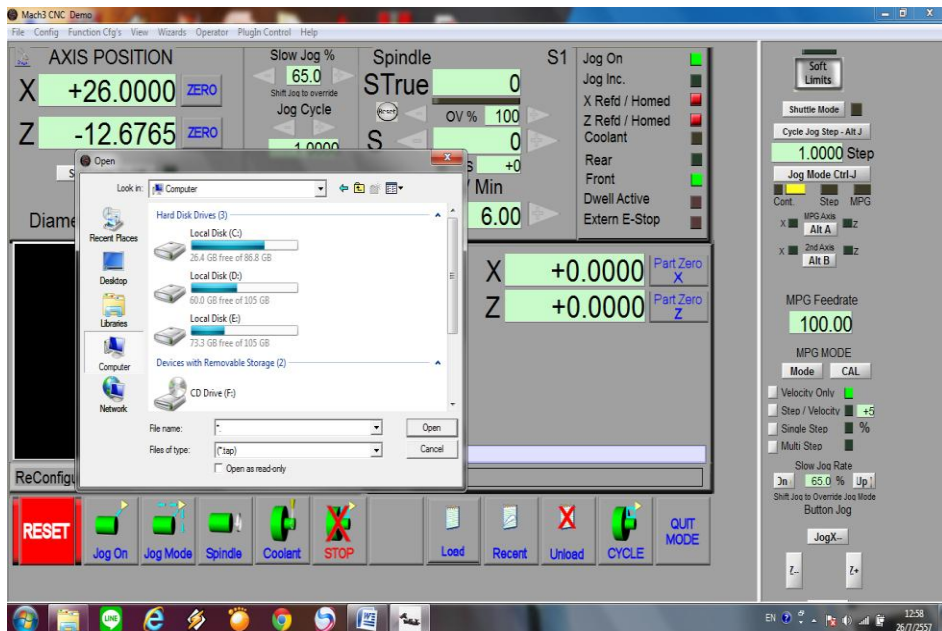 Mach3 CNC Demo
File Config Function Cfg's View Wizards Operator PlugIn Control Help
AXIS POSITION
X +26.0000 ZERO
Z -12.6765 ZERO
Slow Jog %
65.0
Shift Jog to override
Jog Cycle
1.0000
Spindle S1
STrue 0
Reset OV % 100
S 0
+0
/ Min
6.00
Jog On
Jog Inc.
X Refd / Homed
Z Refd / Homed
Coolant
Rear
Front
Dwell Active
Extern E-Stop
Diame
Open
Look in: Computer
Recent Places
Desktop
Libraries
Computer
Network
Hard Disk Drives (3)
Local Disk (C:)
26.4 GB free of 86.8 GB
Local Disk (D:)
60.0 GB free of 105 GB
Local Disk (E:)
73.3 GB free of 105 GB
Devices with Removable Storage (2)
CD Drive (F:)
File name: *. Open
Files of type: (*.tap) Cancel
Open as read-only
X +0.0000 Part Zero X
Z +0.0000 Part Zero Z
ReConfigu
RESET
Jog On
Jog Mode
Spindle
Coolant
STOP
Load
Recent
Unload
CYCLE
QUIT MODE
Soft Limits
Shuttle Mode
Cycle Jog Step - Alt J
1.0000 Step
Jog Mode Ctrl-J
Cont. Step MPG
MPG Axis
X Alt A Z
2nd Axis
X Alt B Z
MPG Feedrate
100.00
MPG MODE
Mode CAL
Velocity Only
Step / Velocity +5
Single Step %
Multi Step
Slow Jog Rate
Dn 65.0 % Up
Shift Jog to Override Jog Mode
Button Jog
JogX--
Z-- Z+
LINE
EN 12:58
26/7/2557